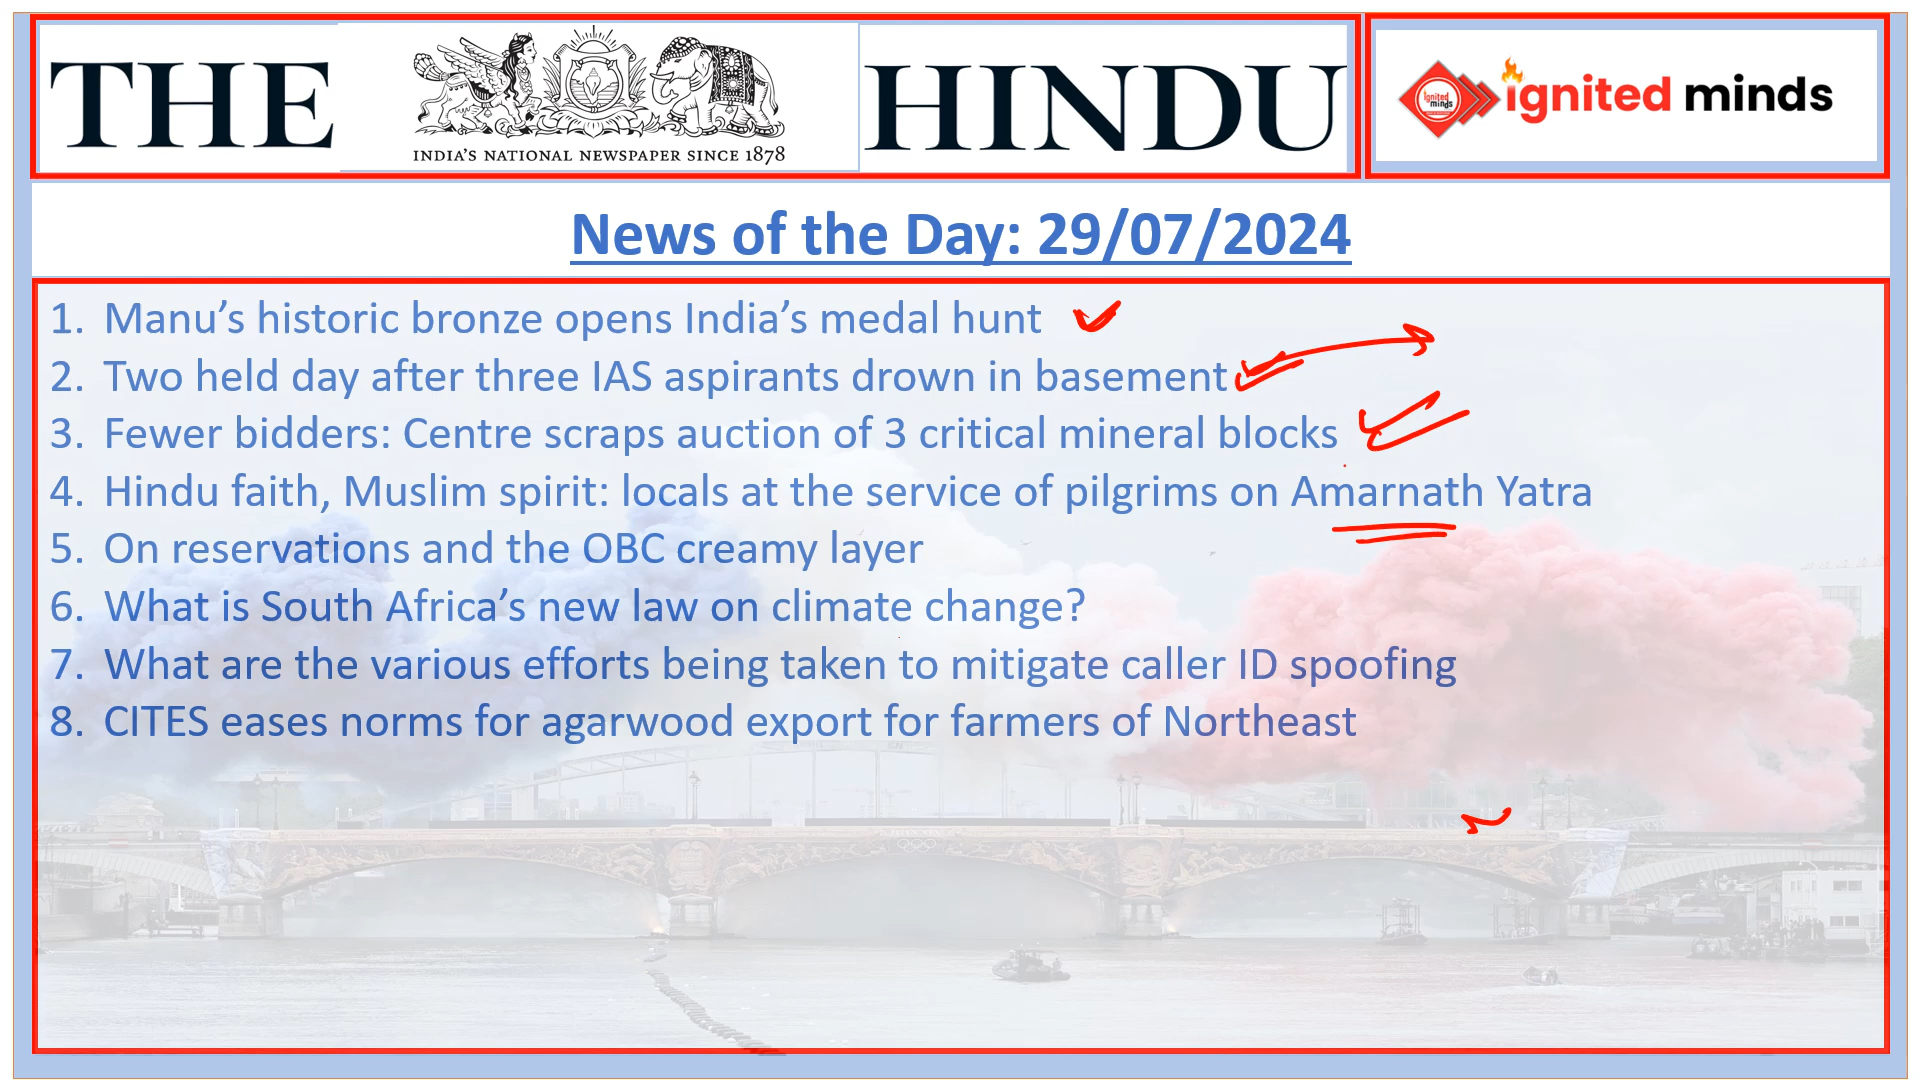 THE HINDU
INDIA'S NATIONAL NEWSPAPER SINCE 1878
ignited minds
ignited minds
News of the Day: 29/07/2024
1. Manu’s historic bronze opens India’s medal hunt
2. Two held day after three IAS aspirants drown in basement
3. Fewer bidders: Centre scraps auction of 3 critical mineral blocks
4. Hindu faith, Muslim spirit: locals at the service of pilgrims on Amarnath Yatra
5. On reservations and the OBC creamy layer
6. What is South Africa’s new law on climate change?
7. What are the various efforts being taken to mitigate caller ID spoofing
8. CITES eases norms for agarwood export for farmers of Northeast